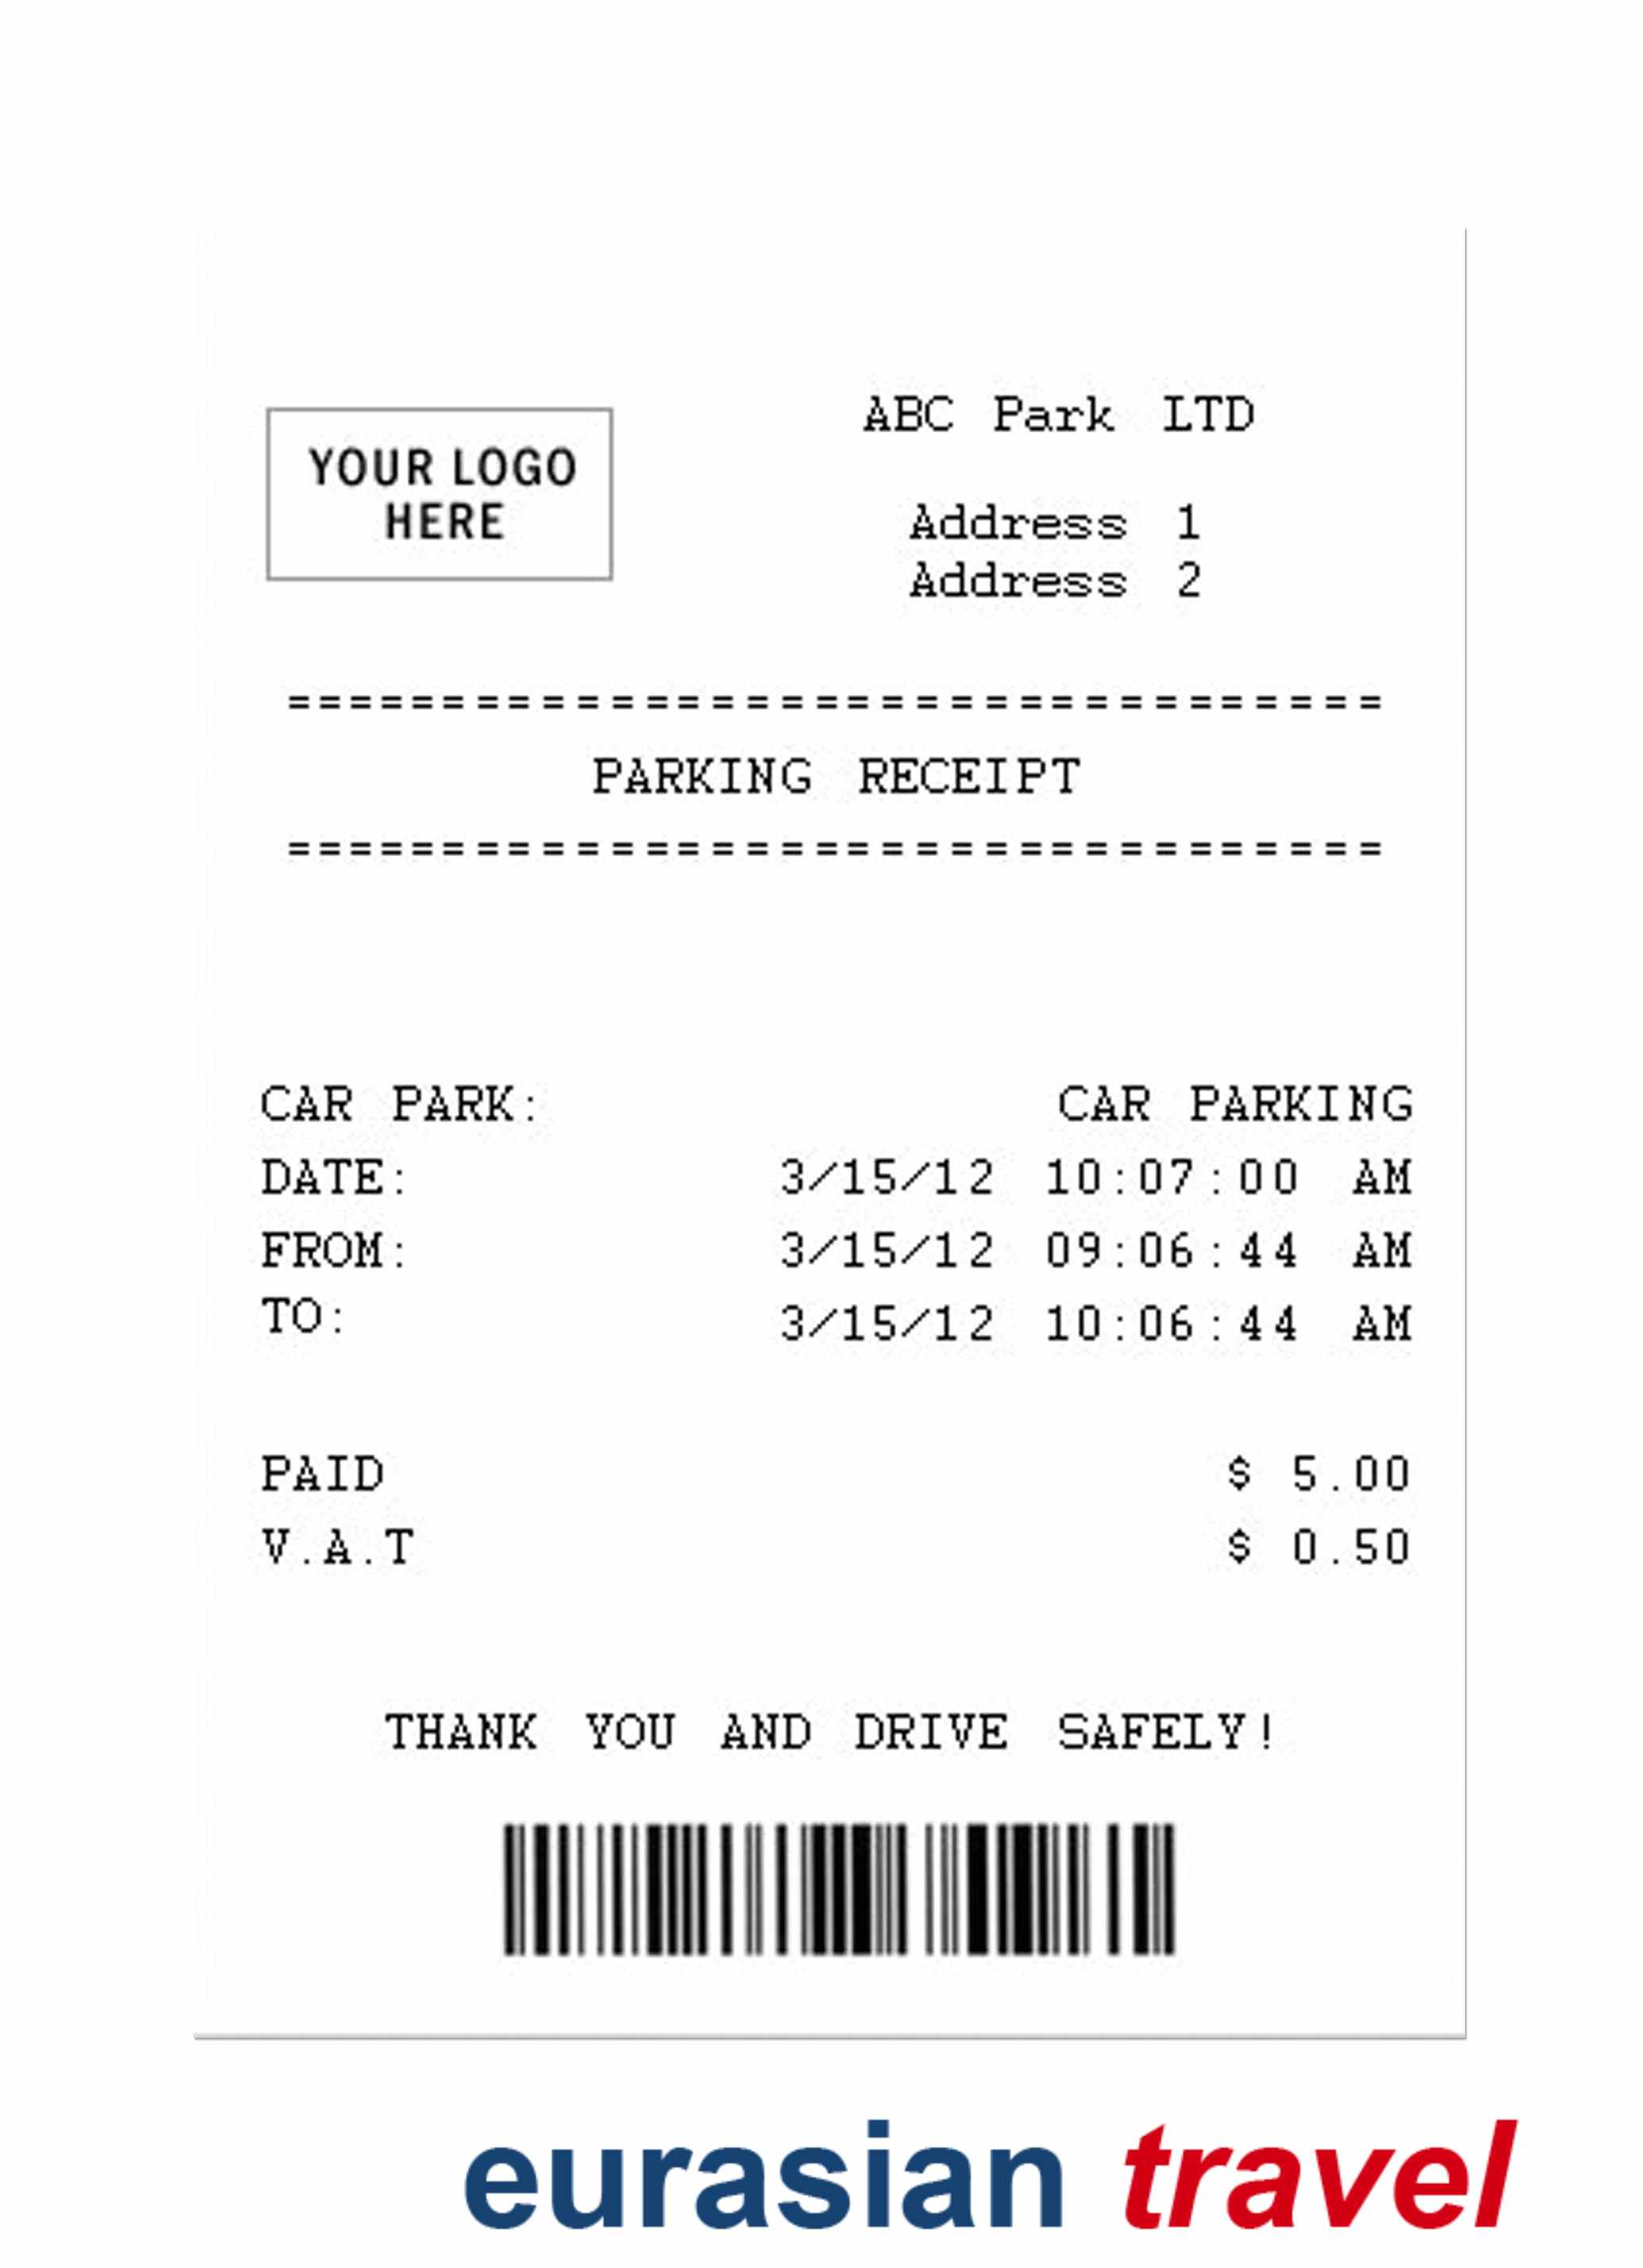 YOUR LOGO
HERE
ABC Park LTD
Address 1
Address 2
=================================
PARKING RECEIPT
=================================
CAR PARK: CAR PARKING
DATE: 3/15/12 10:07:00 AM
FROM: 3/15/12 09:06:44 AM
TO: 3/15/12 10:06:44 AM
PAID $ 5.00
V.A.T $ 0.50
THANK YOU AND DRIVE SAFELY!
eurasian travel